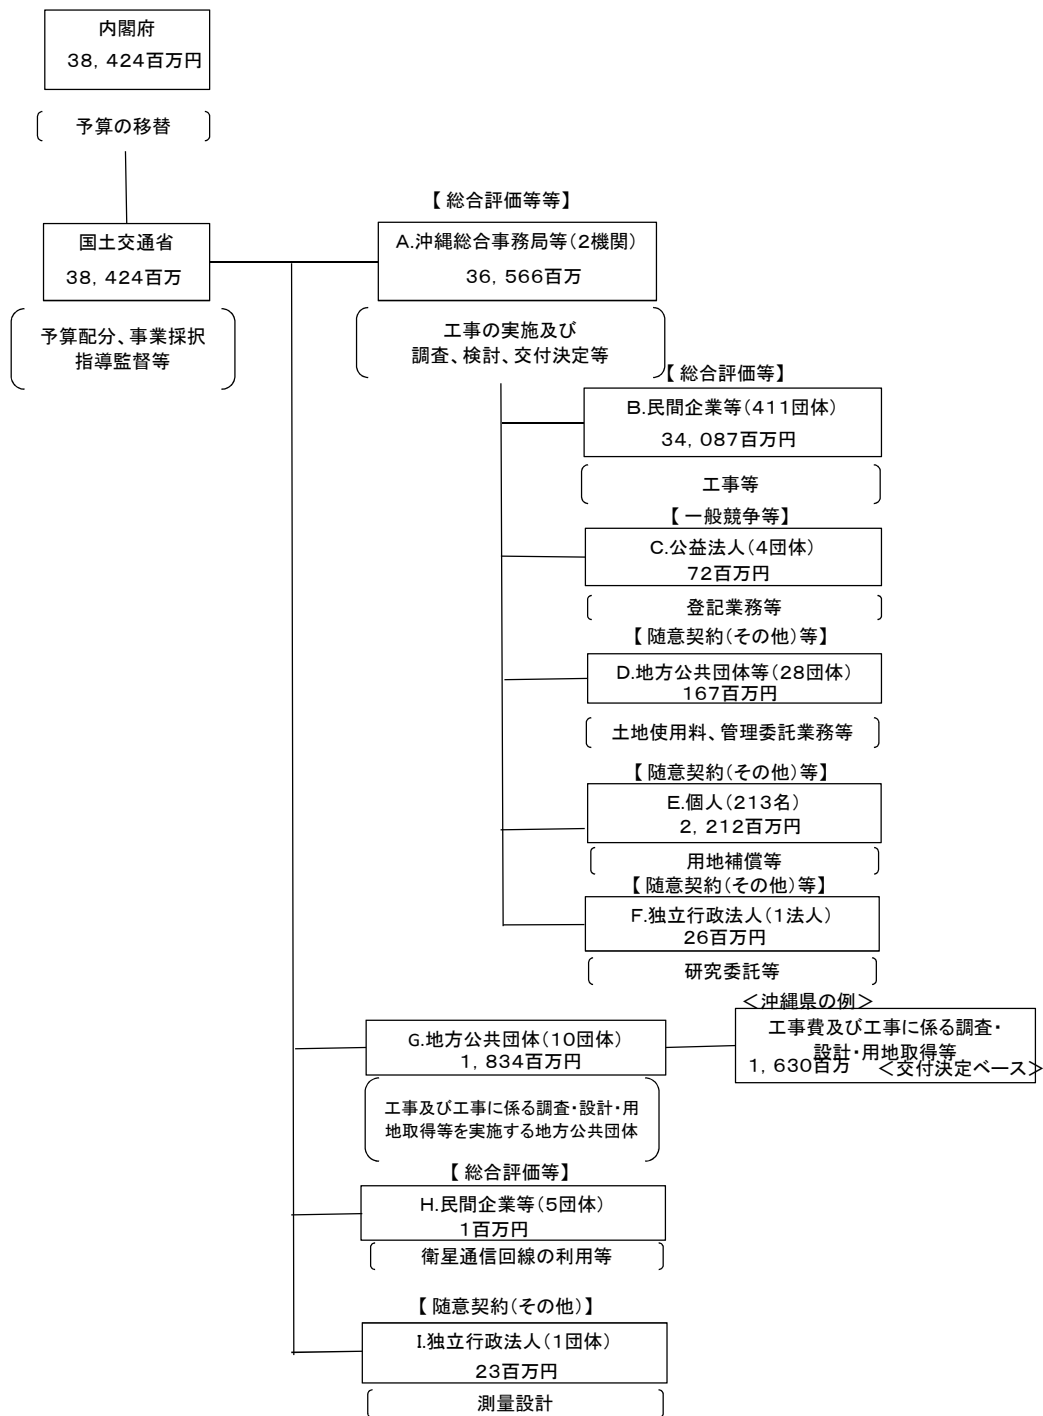 内閣府
38,424百万円
予算の移替
国土交通省
38,424百万
予算配分、事業採択
指導監督等
【総合評価等等】
A.沖縄総合事務局等(2機関)
36,566百万
工事の実施及び
調査、検討、交付決定等
【総合評価等】
B.民間企業等(411団体)
34,087百万円
工事等
【一般競争等】
C.公益法人(4団体)
72百万円
登記業務等
【随意契約(その他)等】
D.地方公共団体等(28団体)
167百万円
土地使用料、管理委託業務等
【随意契約(その他)等】
E.個人(213名)
2,212百万円
用地補償等
【随意契約(その他)等】
F.独立行政法人(1法人)
26百万円
研究委託等
G.地方公共団体(10団体)
1,834百万円
工事及び工事に係る調査・設計・用
地取得等を実施する地方公共団体
<沖縄県の例>
工事費及び工事に係る調査・
設計・用地取得等
1,630百万 <交付決定ベース>
【総合評価等】
H.民間企業等(5団体)
1百万円
衛星通信回線の利用等
【随意契約(その他)】
I.独立行政法人(1団体)
23百万円
測量設計